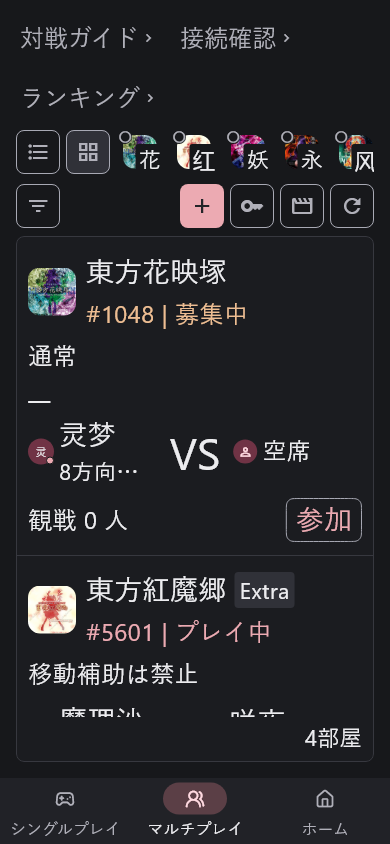 対戦ガイド 接続確認
ランキング
花 红 妖 永 风
東方花映塚
#1048 | 募集中
通常
—
灵 灵梦 VS 空席
8方向…
観戦 0 人 参加
東方紅魔郷 Extra
#5601 | プレイ中
移動補助は禁止
4部屋
シングルプレイ マルチプレイ ホーム